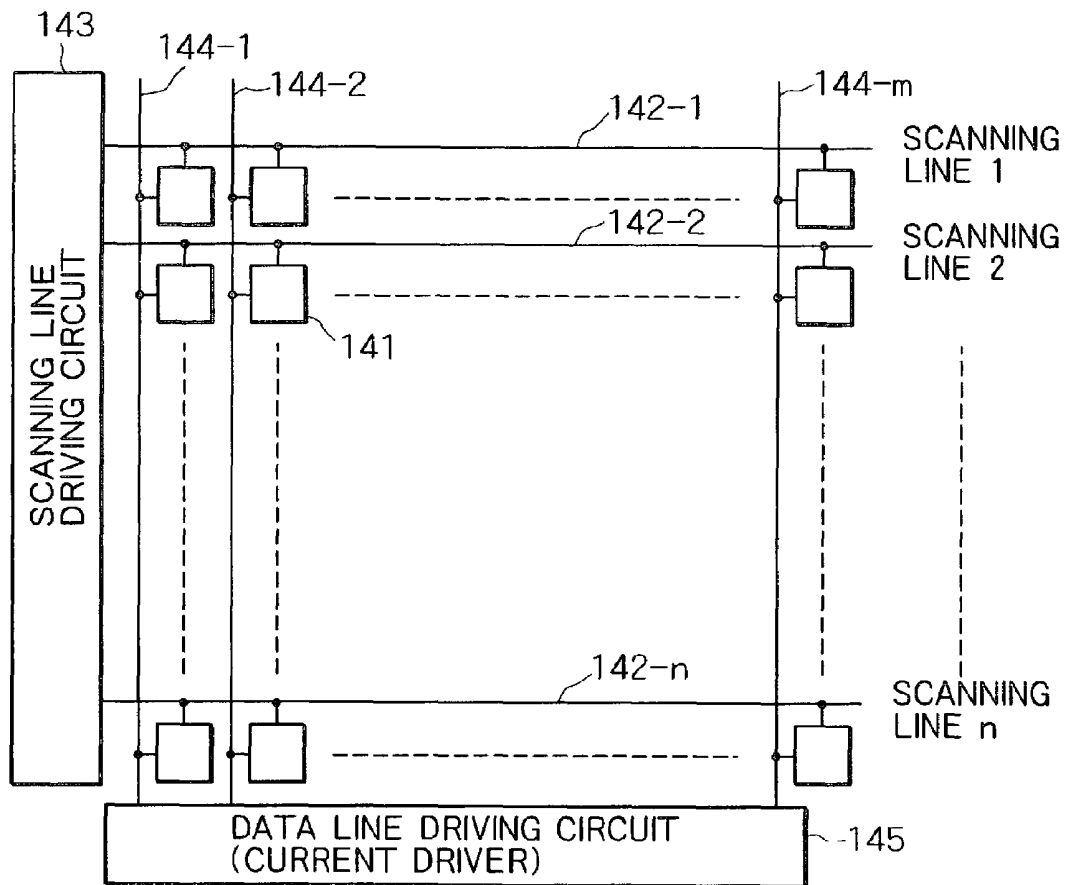 143
144-1
144-2
144-m
142-1
SCANNING
LINE 1
142-2
SCANNING
LINE 2
141
SCANNING LINE
DRIVING CIRCUIT
142-n
SCANNING
LINE n
DATA LINE DRIVING CIRCUIT
(CURRENT DRIVER)
145